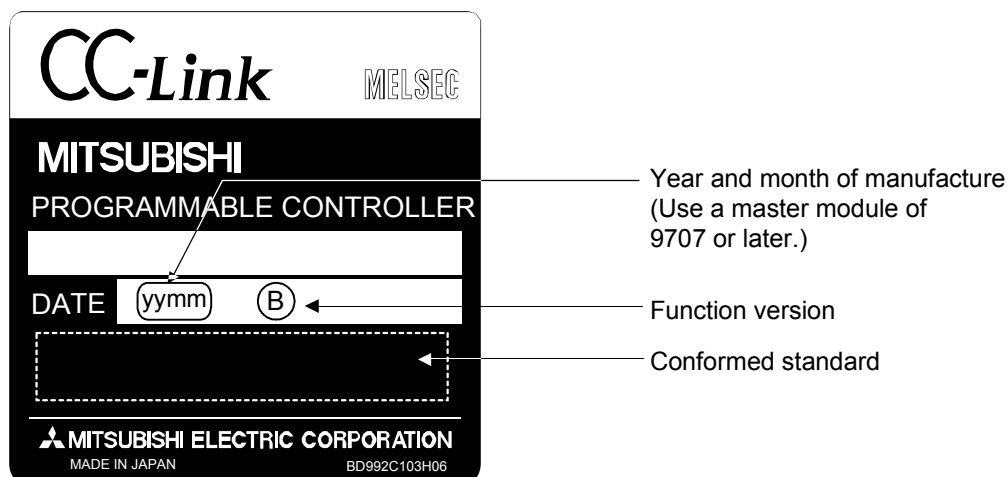 CC-Link MELSEC
MITSUBISHI
PROGRAMMABLE CONTROLLER
DATE yymm B
MITSUBISHI ELECTRIC CORPORATION
MADE IN JAPAN BD992C103H06
Year and month of manufacture
(Use a master module of
9707 or later.)
Function version
Conformed standard